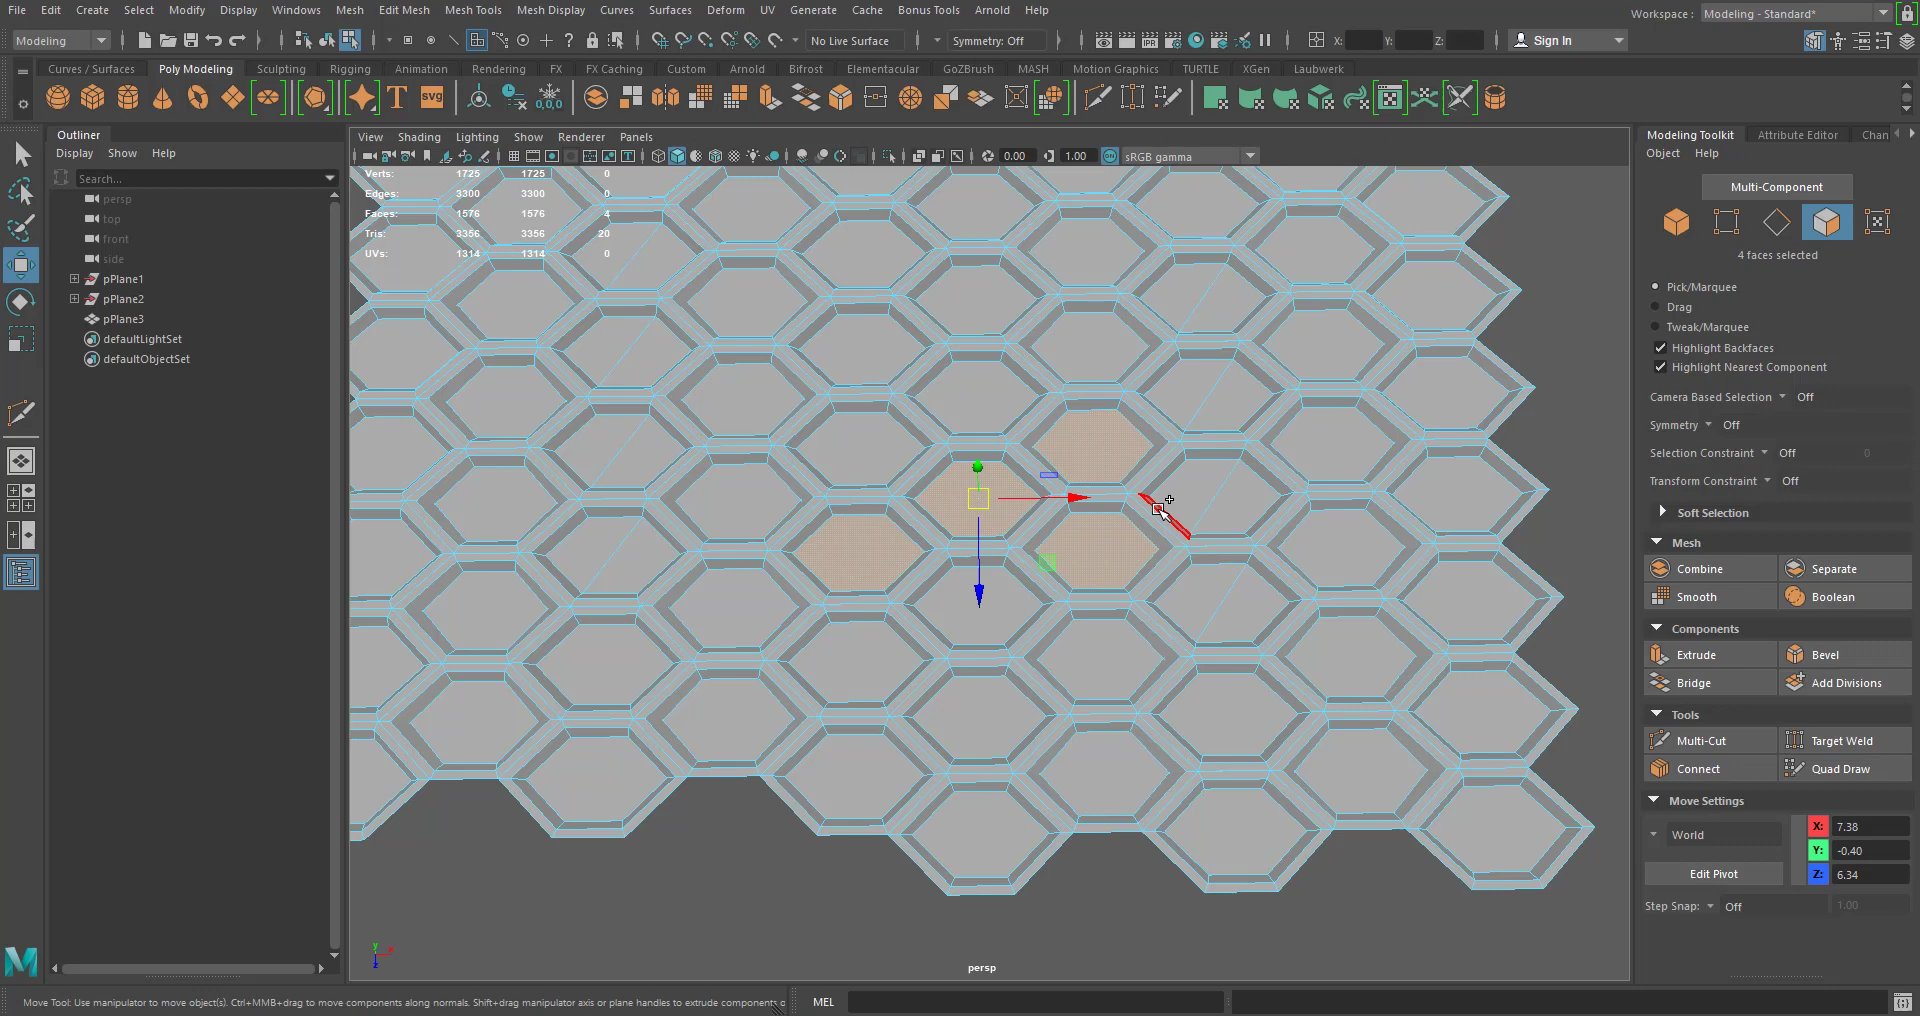 File Edit Create Select Modify Display Windows Mesh Edit Mesh Mesh Tools Mesh Display Curves Surfaces Deform UV Generate Cache Bonus Tools Arnold Help
Workspace : Modeling - Standard*
Modeling No Live Surface Symmetry: Off X: Y: Z: Sign In
Curves / Surfaces Poly Modeling Sculpting Rigging Animation Rendering FX FX Caching Custom Arnold Bifrost Elementacular GoZBrush MASH Motion Graphics TURTLE XGen Laubwerk
T svg 0,0,0
Outliner
Display Show Help
Search...
persp
top
front
side
pPlane1
pPlane2
pPlane3
defaultLightSet
defaultObjectSet
View Shading Lighting Show Renderer Panels
0.00 1.00 ON sRGB gamma
Verts: 1725 1725 0
Edges: 3300 3300 0
Faces: 1576 1576 4
Tris: 3356 3356 20
UVs: 1314 1314 0
y x z
persp
Modeling Toolkit Attribute Editor Chan
Object Help
Multi-Component
4 faces selected
Pick/Marquee
Drag
Tweak/Marquee
Highlight Backfaces
Highlight Nearest Component
Camera Based Selection Off
Symmetry Off
Selection Constraint Off 0
Transform Constraint Off
Soft Selection
Mesh
Combine Separate
Smooth Boolean
Components
Extrude Bevel
Bridge Add Divisions
Tools
Multi-Cut Target Weld
Connect Quad Draw
Move Settings
World X: 7.38
Y: -0.40
Edit Pivot Z: 6.34
Step Snap: Off 1.00
Move Tool: Use manipulator to move object(s). Ctrl+MMB+drag to move components along normals. Shift+drag manipulator axis or plane handles to extrude components o
MEL